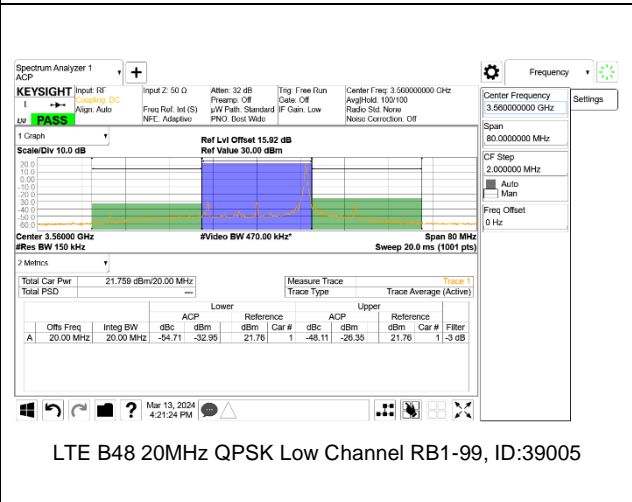 Spectrum Analyzer 1
ACP
Frequency
KEYSIGHT Input: RF Input Z: 50 Ω Atten: 32 dB Trig: Free Run Center Freq: 3.560000000 GHz
Coupling: DC Preamp: Off Gate: Off Avg|Hold: 100/100
Align: Auto Freq Ref: Int (S) µW Path: Standard IF Gain: Low Radio Std: None
PASS NFE: Adaptive PNO: Best Wide Noise Correction: Off
Center Frequency
3.560000000 GHz
Settings
Span
80.0000000 MHz
CF Step
2.000000 MHz
Auto
Man
Freq Offset
0 Hz
1 Graph
Ref Lvl Offset 15.92 dB
Scale/Div 10.0 dB Ref Value 30.00 dBm
20.0
10.0
0.00
-10.0
-20.0
-30.0
-40.0
-50.0
-60.0
Center 3.56000 GHz #Video BW 470.00 kHz* Span 80 MHz
#Res BW 150 kHz Sweep 20.0 ms (1001 pts)
2 Metrics
Total Car Pwr 21.759 dBm/20.00 MHz Measure Trace Trace 1
Total PSD --- Trace Type Trace Average (Active)
Lower Upper
ACP Reference ACP Reference
Offs Freq Integ BW dBc dBm dBm Car # dBc dBm dBm Car # Filter
A 20.00 MHz 20.00 MHz -54.71 -32.95 21.76 1 -48.11 -26.35 21.76 1 -3 dB
Mar 13, 2024
4:21:24 PM
LTE B48 20MHz QPSK Low Channel RB1-99, ID:39005